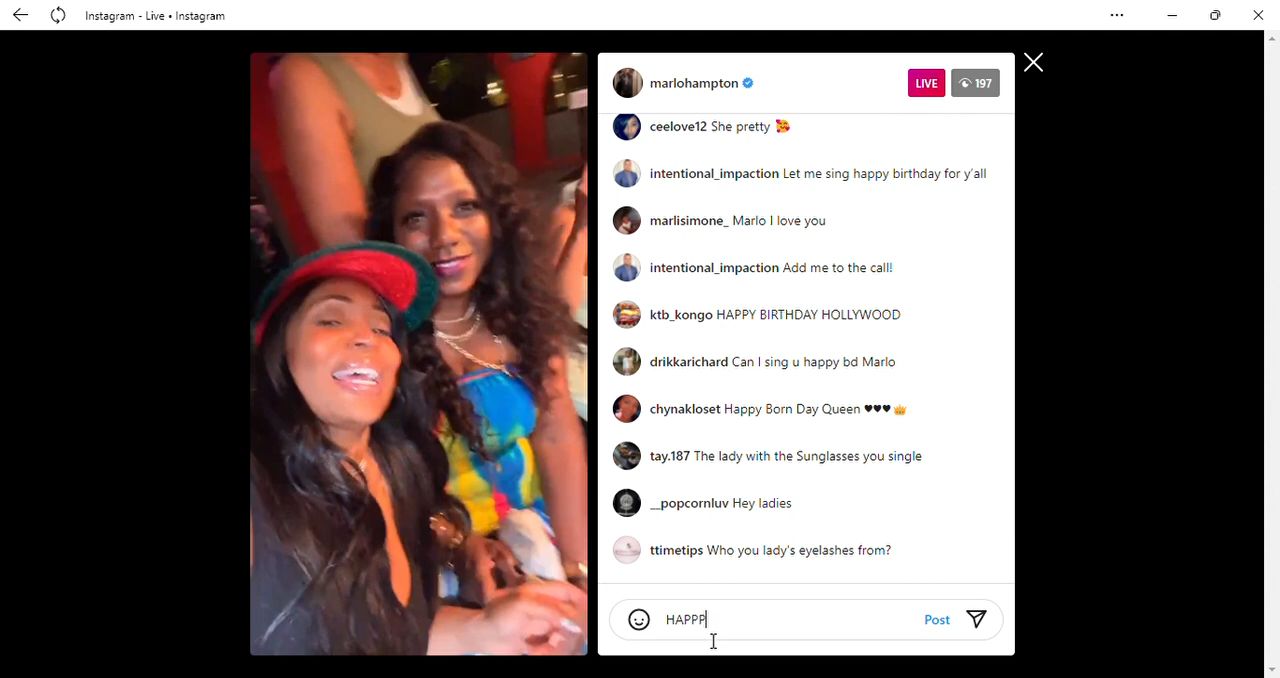 Instagram - Live • Instagram
marlohampton
LIVE
197
ceelove12 She pretty 🥰
intentional_impaction Let me sing happy birthday for y'all
marlisimone_ Marlo I love you
intentional_impaction Add me to the call!
ktb_kongo HAPPY BIRTHDAY HOLLYWOOD
drikkarichard Can I sing u happy bd Marlo
chynakloset Happy Born Day Queen ♥♥♥👑
tay.187 The lady with the Sunglasses you single
__popcornluv Hey ladies
ttimetips Who you lady's eyelashes from?
HAPPP
Post